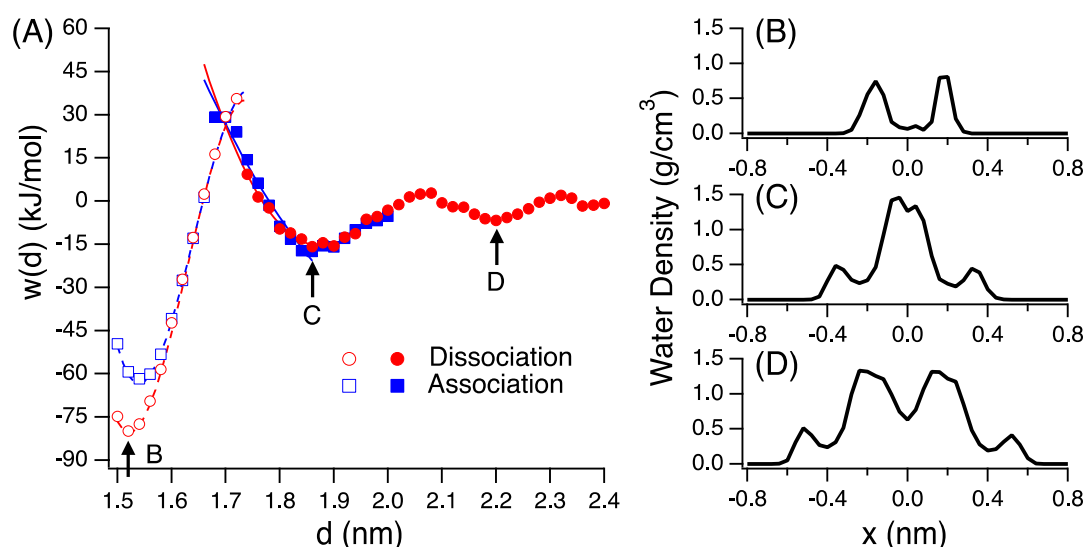 (A)
60
45
30
15
0
-15
-30
-45
-60
-75
-90
w(d) (kJ/mol)
B
C
D
Dissociation
Association
1.5 1.6 1.7 1.8 1.9 2.0 2.1 2.2 2.3 2.4
d (nm)
Water Density (g/cm³)
(B)
1.5
1.0
0.5
0.0
-0.8 -0.4 0.0 0.4 0.8
(C)
1.5
1.0
0.5
0.0
-0.8 -0.4 0.0 0.4 0.8
(D)
1.5
1.0
0.5
0.0
-0.8 -0.4 0.0 0.4 0.8
x (nm)